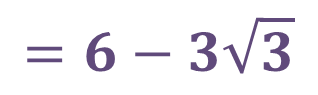 = 6 − 3√3